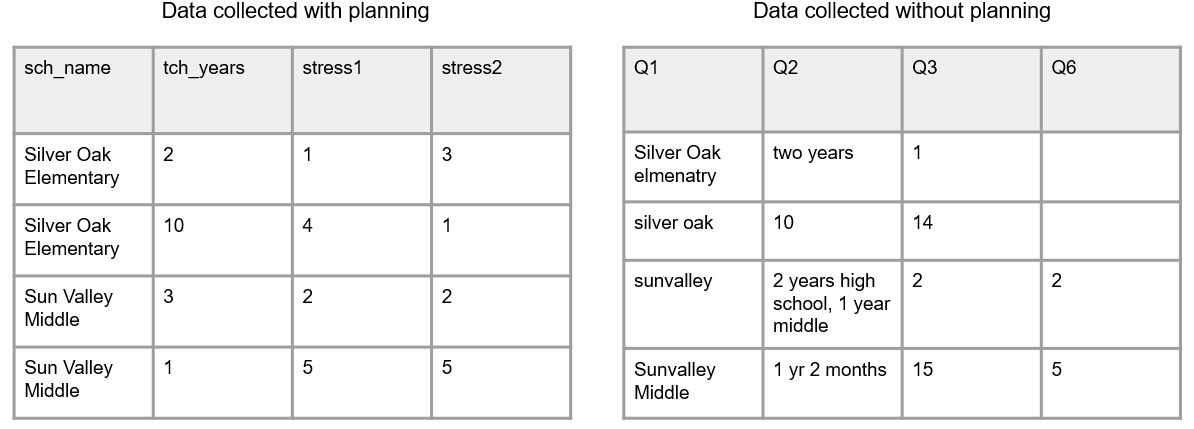 Data collected with planning
sch_name tch_years stress1 stress2
Silver Oak 2 1 3
Elementary
Silver Oak 10 4 1
Elementary
Sun Valley 3 2 2
Middle
Sun Valley 1 5 5
Middle
Data collected without planning
Q1 Q2 Q3 Q6
Silver Oak two years 1
elmenatry
silver oak 10 14
sunvalley 2 years high 2 2
school, 1 year
middle
Sunvalley 1 yr 2 months 15 5
Middle